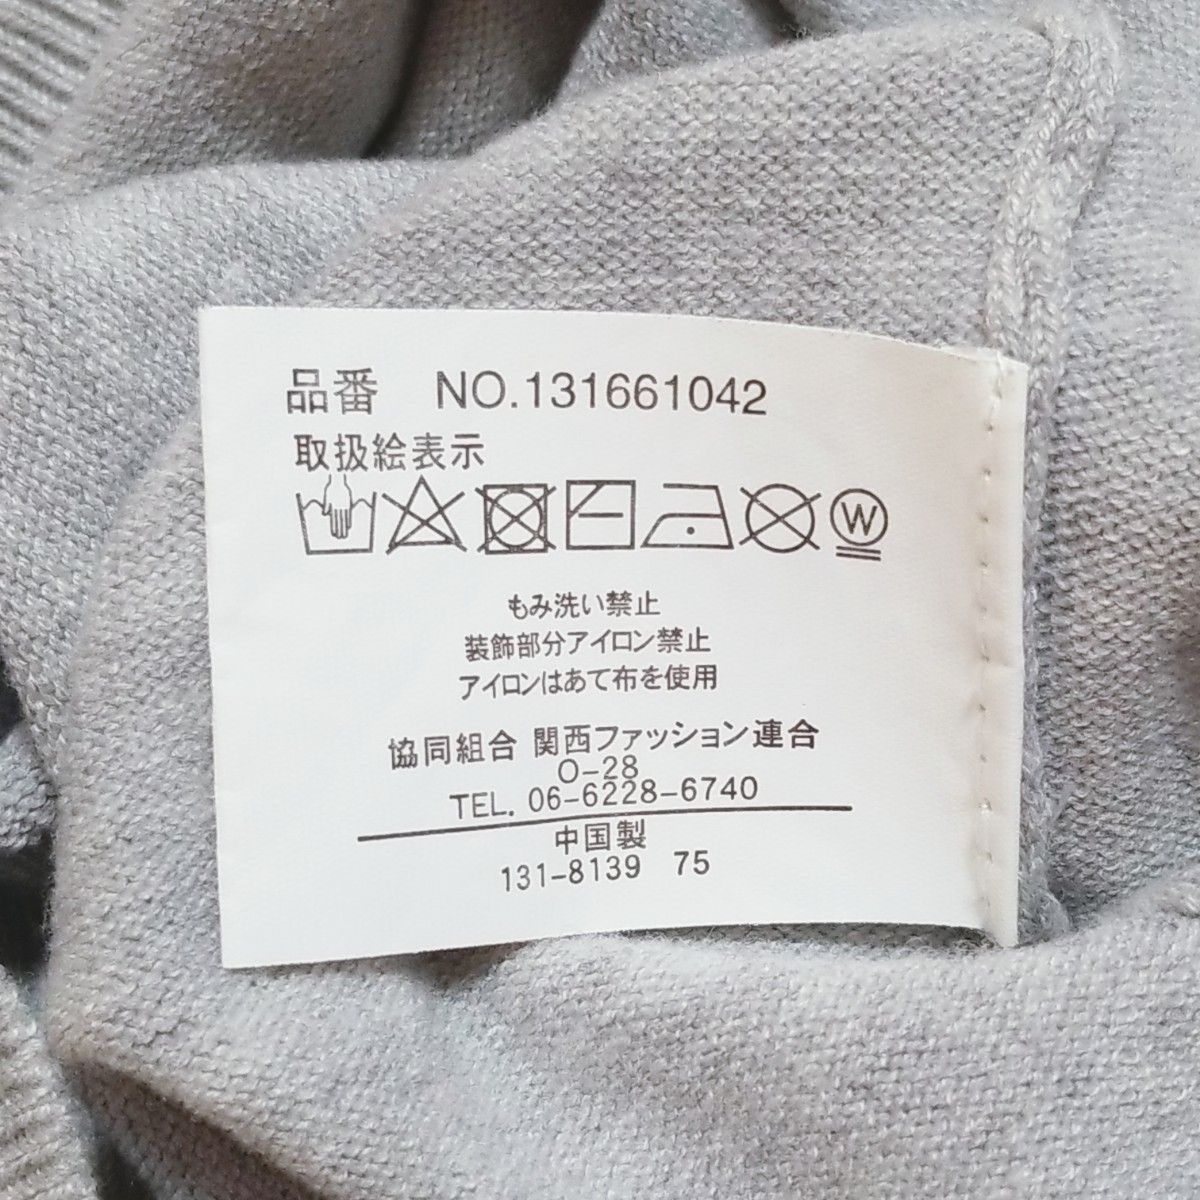 品番 NO.131661042
取扱絵表示
W
もみ洗い禁止
装飾部分アイロン禁止
アイロンはあて布を使用
協同組合 関西ファッション連合
O-28
TEL. 06-6228-6740
中国製
131-8139 75